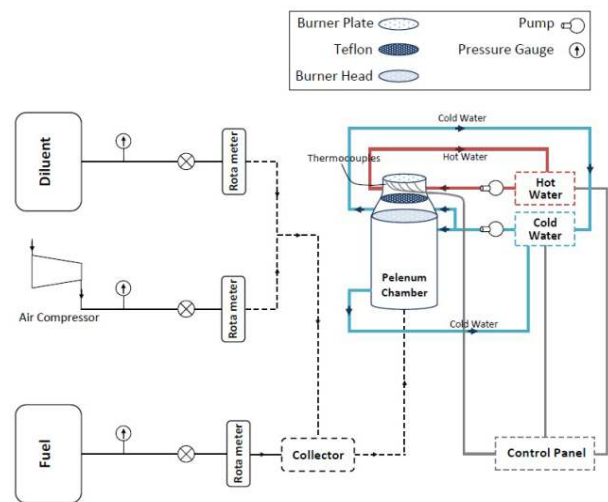 Burner Plate
Pump
Teflon
Pressure Gauge
Burner Head
Cold Water
Diluent
Rota meter
Hot Water
Thermocouples
Hot
Water
Cold
Water
Pelenum
Chamber
Air Compressor
Rota meter
Cold Water
Fuel
Rota meter
Collector
Control Panel